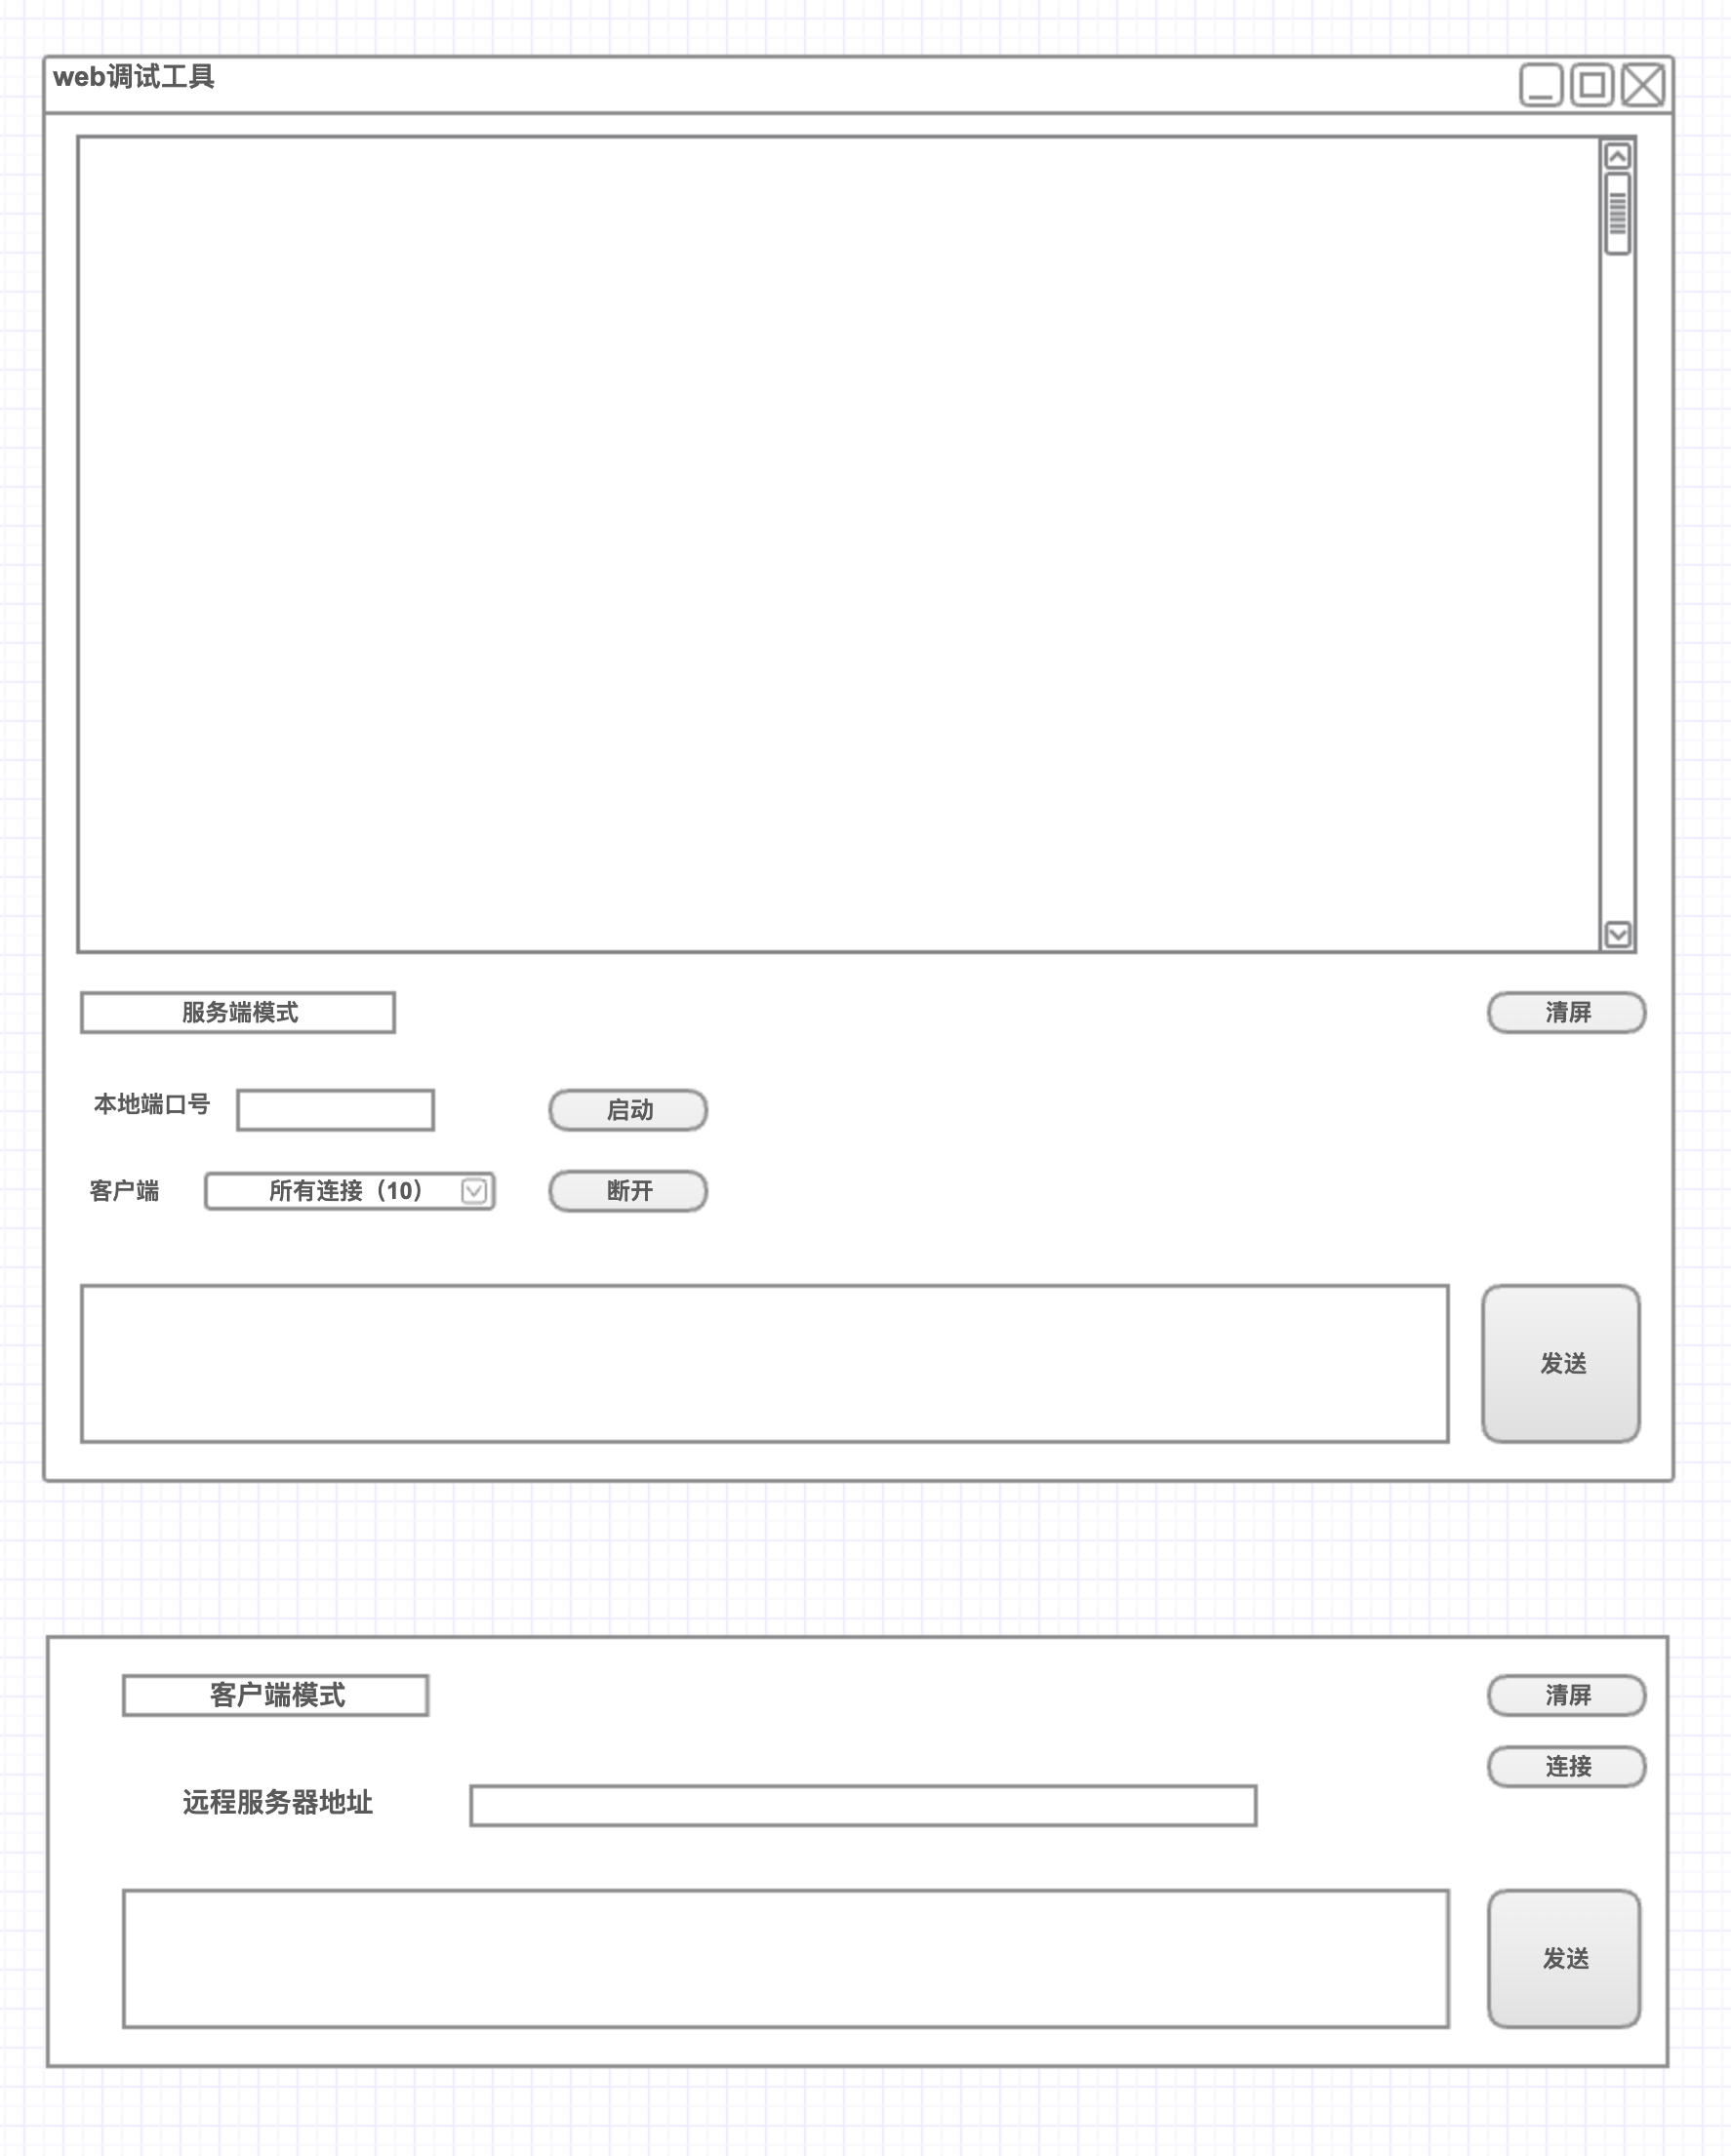 web调试工具
服务端模式
清屏
本地端口号
启动
客户端
所有连接（10）
断开
发送
客户端模式
清屏
连接
远程服务器地址
发送